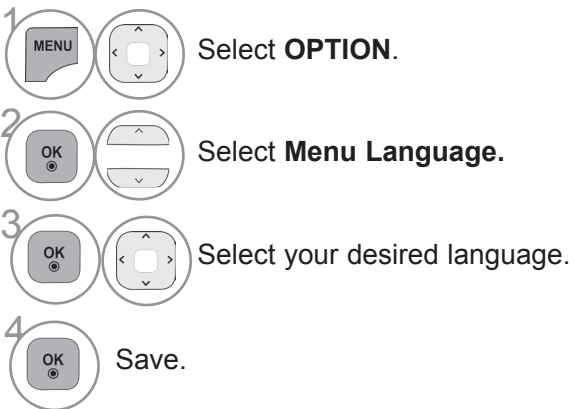 1
MENU
Select OPTION.
2
OK
Select Menu Language.
3
OK
Select your desired language.
4
OK
Save.